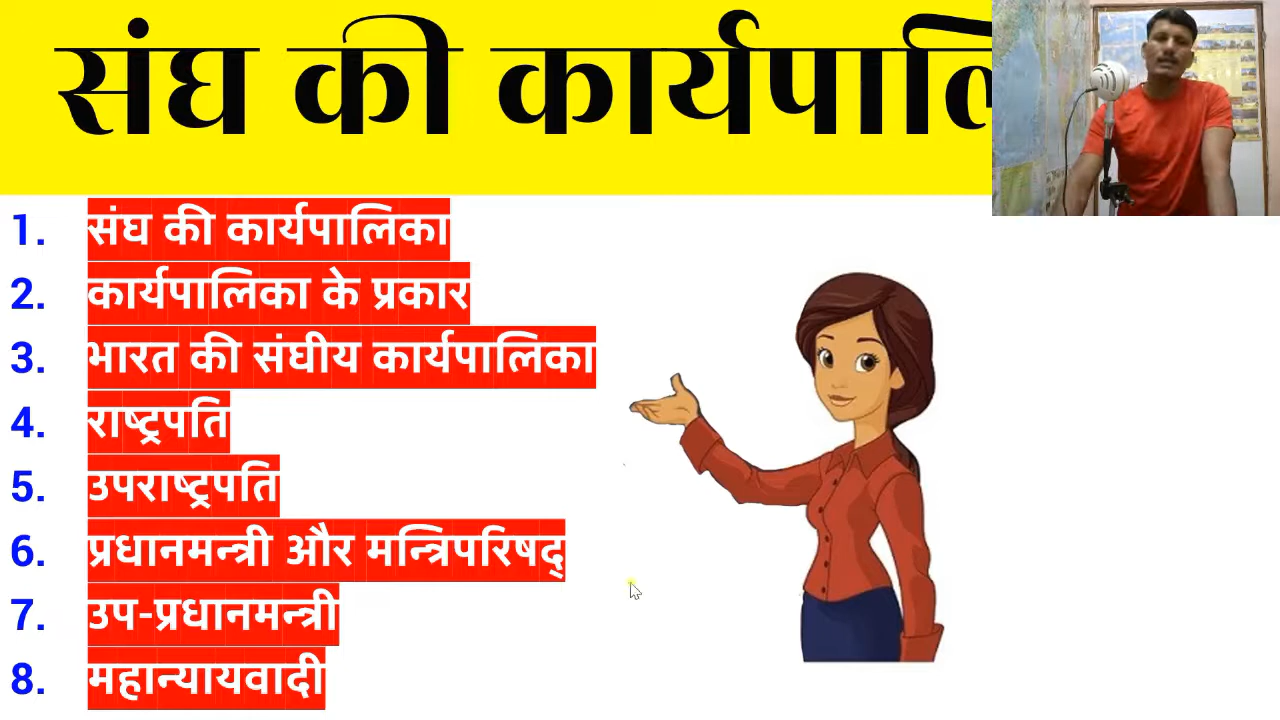 संघ की कार्यपालि
1. संघ की कार्यपालिका
2. कार्यपालिका के प्रकार
3. भारत की संघीय कार्यपालिका
4. राष्ट्रपति
5. उपराष्ट्रपति
6. प्रधानमन्त्री और मन्त्रिपरिषद्
7. उप-प्रधानमन्त्री
8. महान्यायवादी